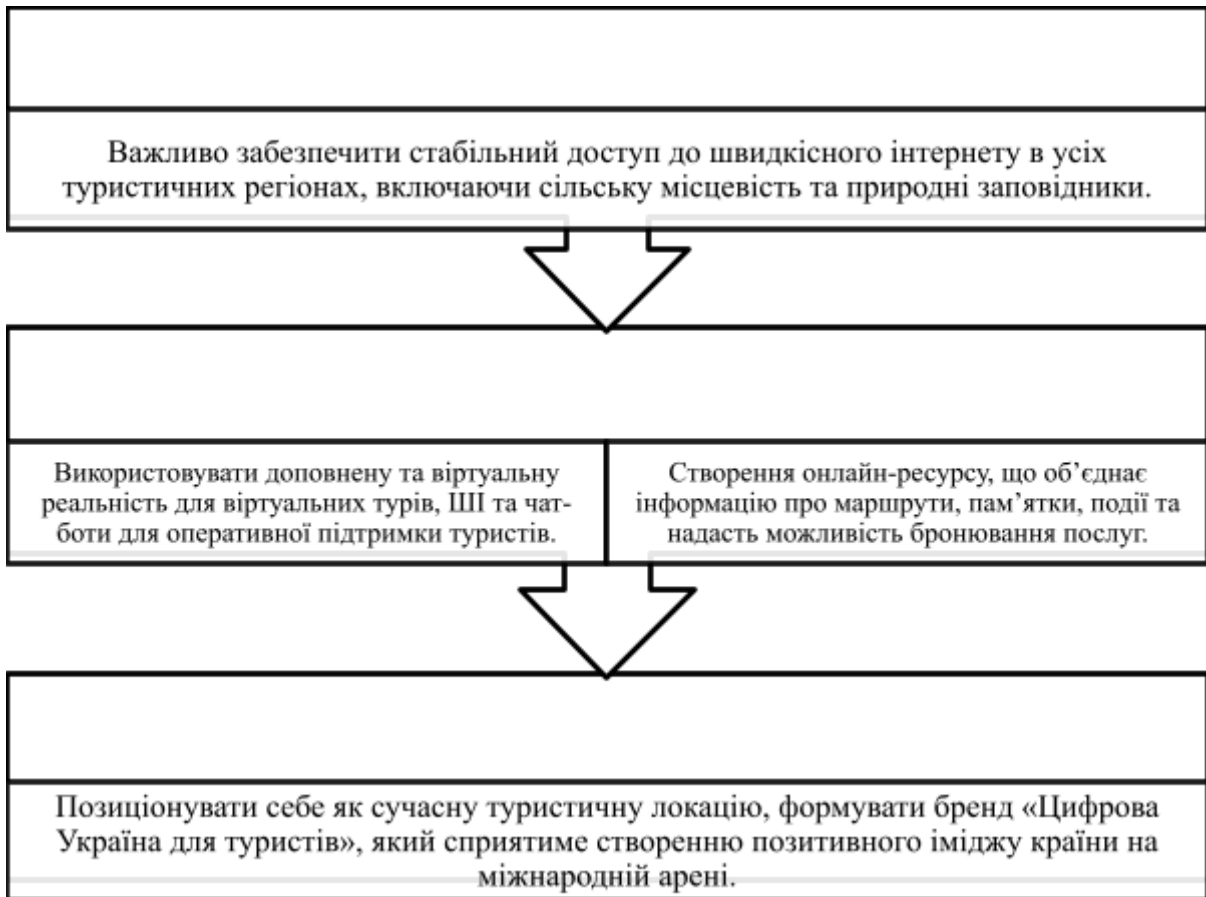 Важливо забезпечити стабільний доступ до швидкісного інтернету в усіх
туристичних регіонах, включаючи сільську місцевість та природні заповідники.
Використовувати доповнену та віртуальну
реальність для віртуальних турів, ШІ та чат-
боти для оперативної підтримки туристів.
Створення онлайн-ресурсу, що об’єднає
інформацію про маршрути, пам’ятки, події та
надасть можливість бронювання послуг.
Позиціонувати себе як сучасну туристичну локацію, формувати бренд «Цифрова
Україна для туристів», який сприятиме створенню позитивного іміджу країни на
міжнародній арені.